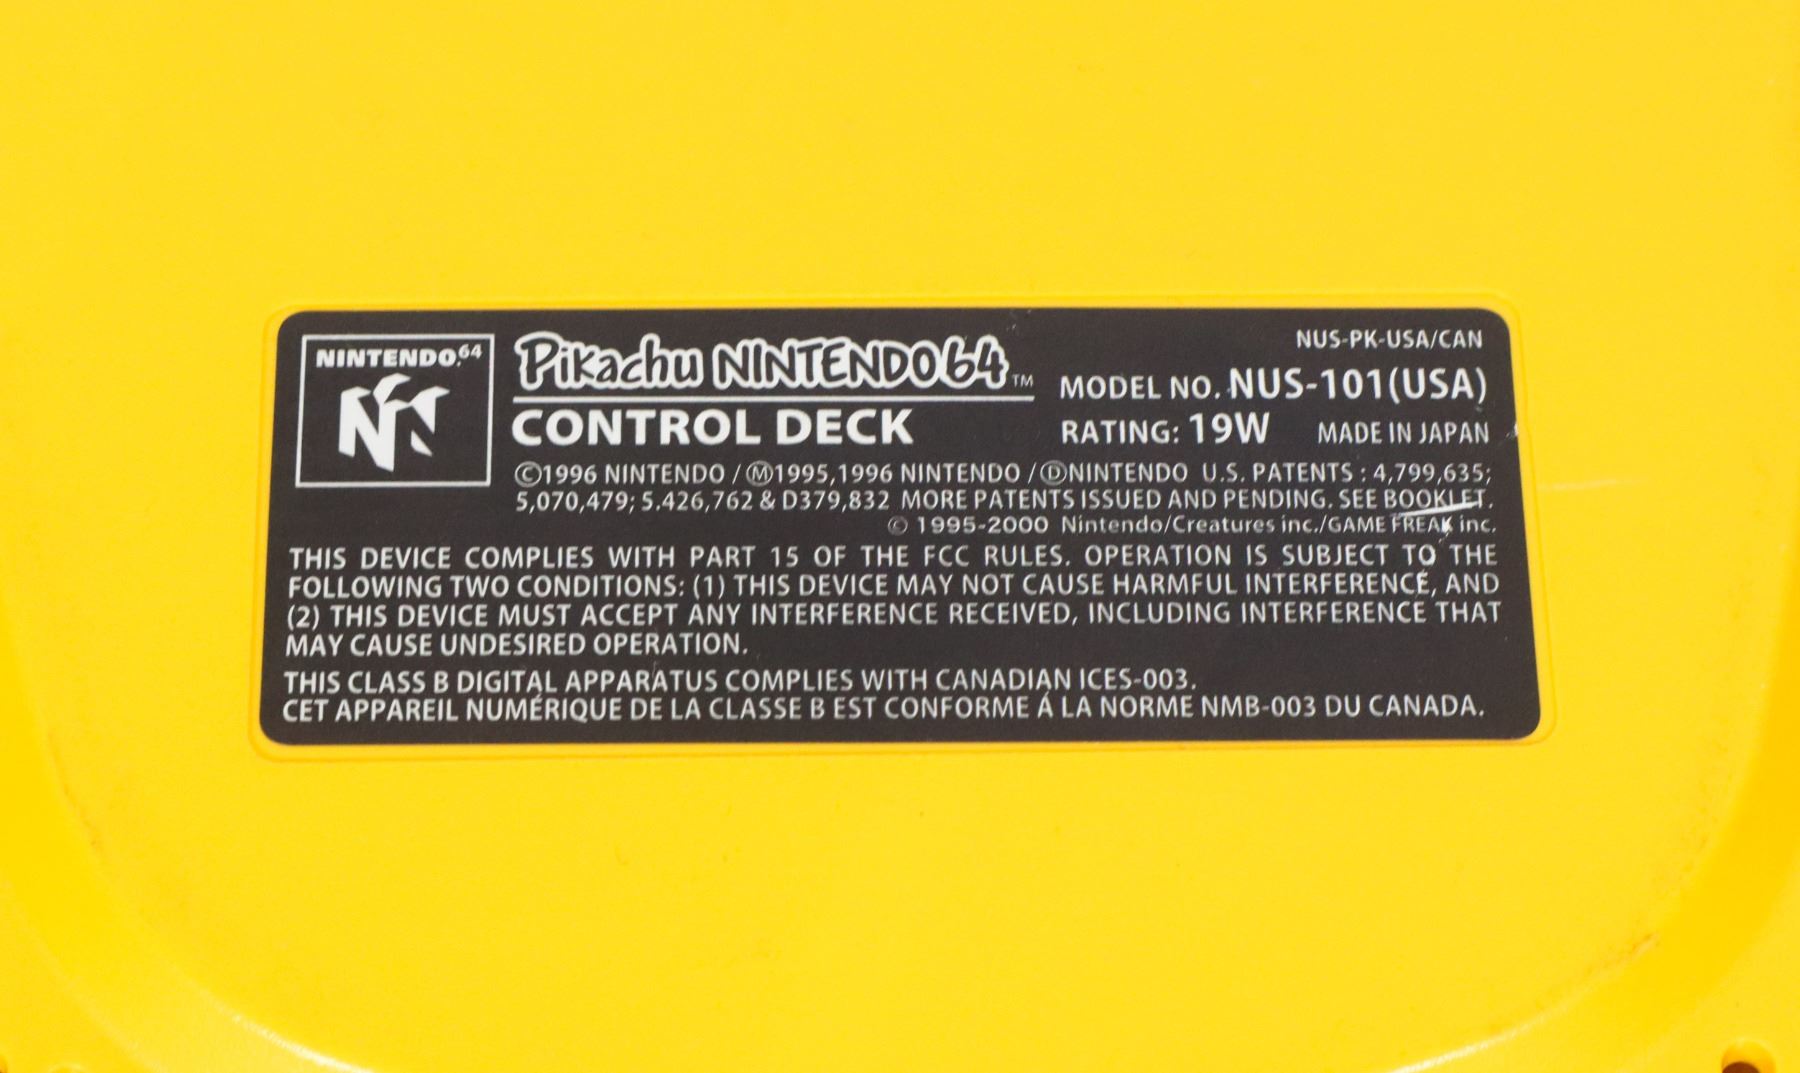 NINTENDO.64
Pikachu NINTENDO64 ™
CONTROL DECK
NUS-PK-USA/CAN
MODEL NO. NUS-101(USA)
RATING: 19W MADE IN JAPAN
©1996 NINTENDO / Ⓜ1995,1996 NINTENDO / ⒹNINTENDO U.S. PATENTS : 4,799,635;
5,070,479; 5.426,762 & D379,832 MORE PATENTS ISSUED AND PENDING. SEE BOOKLET.
© 1995-2000 Nintendo/Creatures inc./GAME FREAK inc.
THIS DEVICE COMPLIES WITH PART 15 OF THE FCC RULES. OPERATION IS SUBJECT TO THE
FOLLOWING TWO CONDITIONS: (1) THIS DEVICE MAY NOT CAUSE HARMFUL INTERFERENCE, AND
(2) THIS DEVICE MUST ACCEPT ANY INTERFERENCE RECEIVED, INCLUDING INTERFERENCE THAT
MAY CAUSE UNDESIRED OPERATION.
THIS CLASS B DIGITAL APPARATUS COMPLIES WITH CANADIAN ICES-003.
CET APPAREIL NUMÉRIQUE DE LA CLASSE B EST CONFORME Á LA NORME NMB-003 DU CANADA.